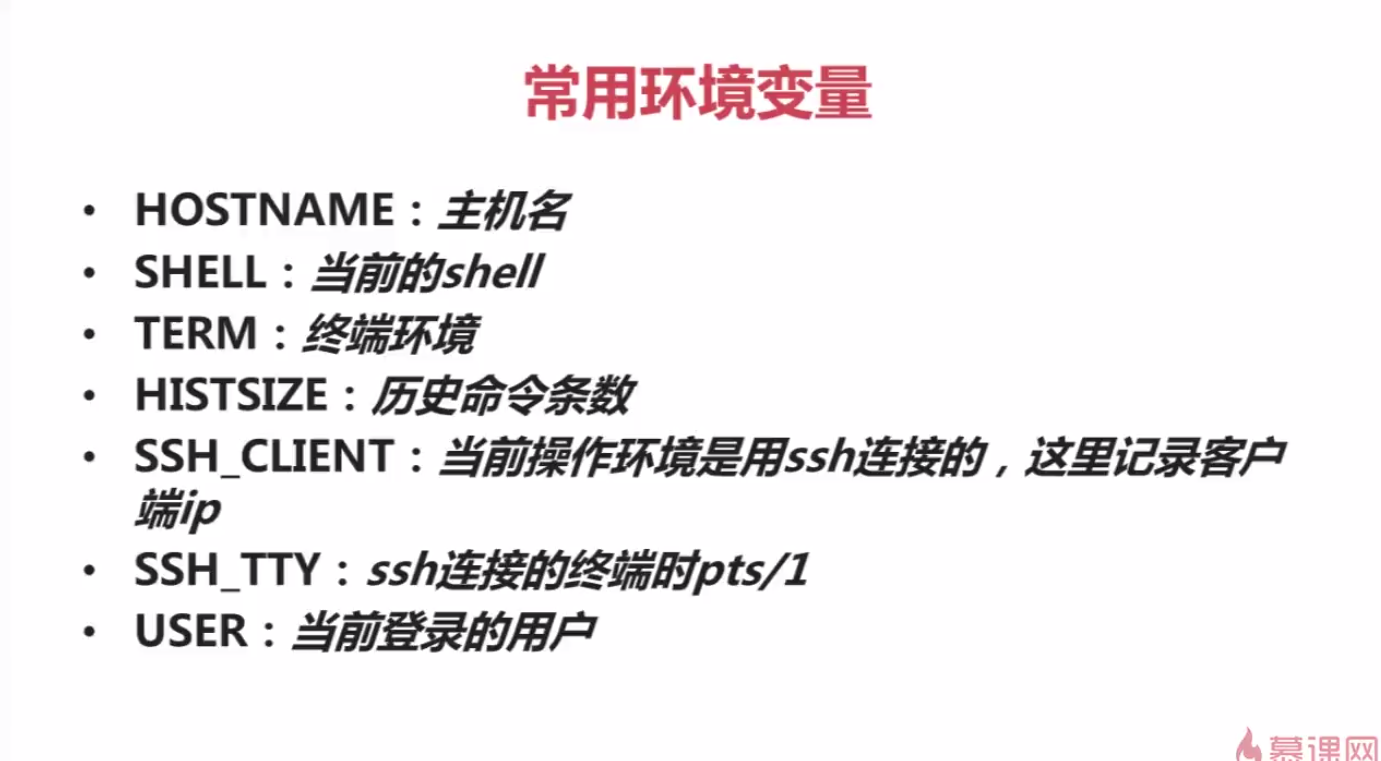 常用环境变量
• HOSTNAME：主机名
• SHELL：当前的shell
• TERM：终端环境
• HISTSIZE：历史命令条数
• SSH_CLIENT：当前操作环境是用ssh连接的，这里记录客户
端ip
• SSH_TTY：ssh连接的终端时pts/1
• USER：当前登录的用户
慕课网